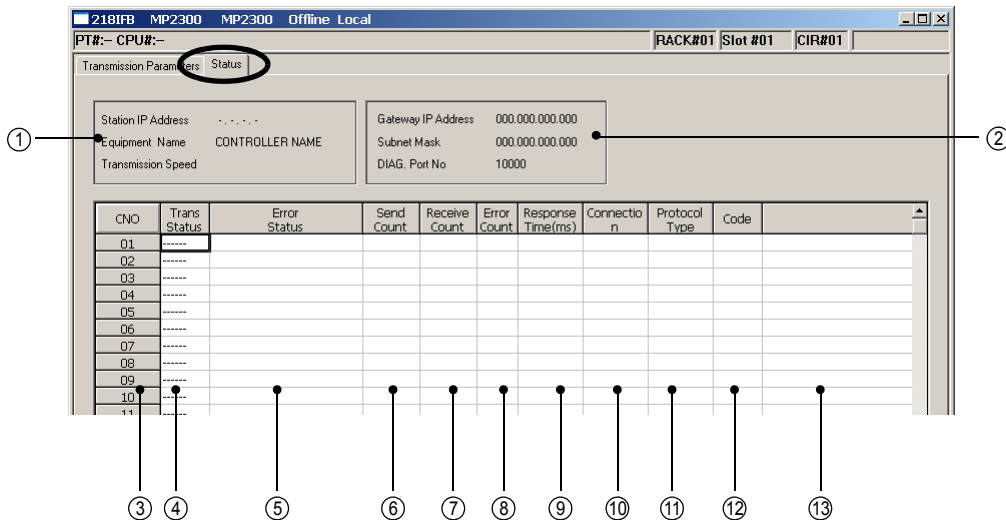 218IFB MP2300 MP2300 Offline Local
PT#:– CPU#:–
RACK#01 Slot #01 CIR#01
Transmission Parameters Status
Station IP Address - . - . - . -
Equipment Name CONTROLLER NAME
Transmission Speed
Gateway IP Address 000.000.000.000
Subnet Mask 000.000.000.000
DIAG. Port No 10000
①
②
CNO
Trans
Status
Error
Status
Send
Count
Receive
Count
Error
Count
Response
Time(ms)
Connectio
n
Protocol
Type
Code
01 ------
02 ------
03 ------
04 ------
05 ------
06 ------
07 ------
08 ------
09 ------
10 ------
11 ------
③ ④ ⑤ ⑥ ⑦ ⑧ ⑨ ⑩ ⑪ ⑫ ⑬